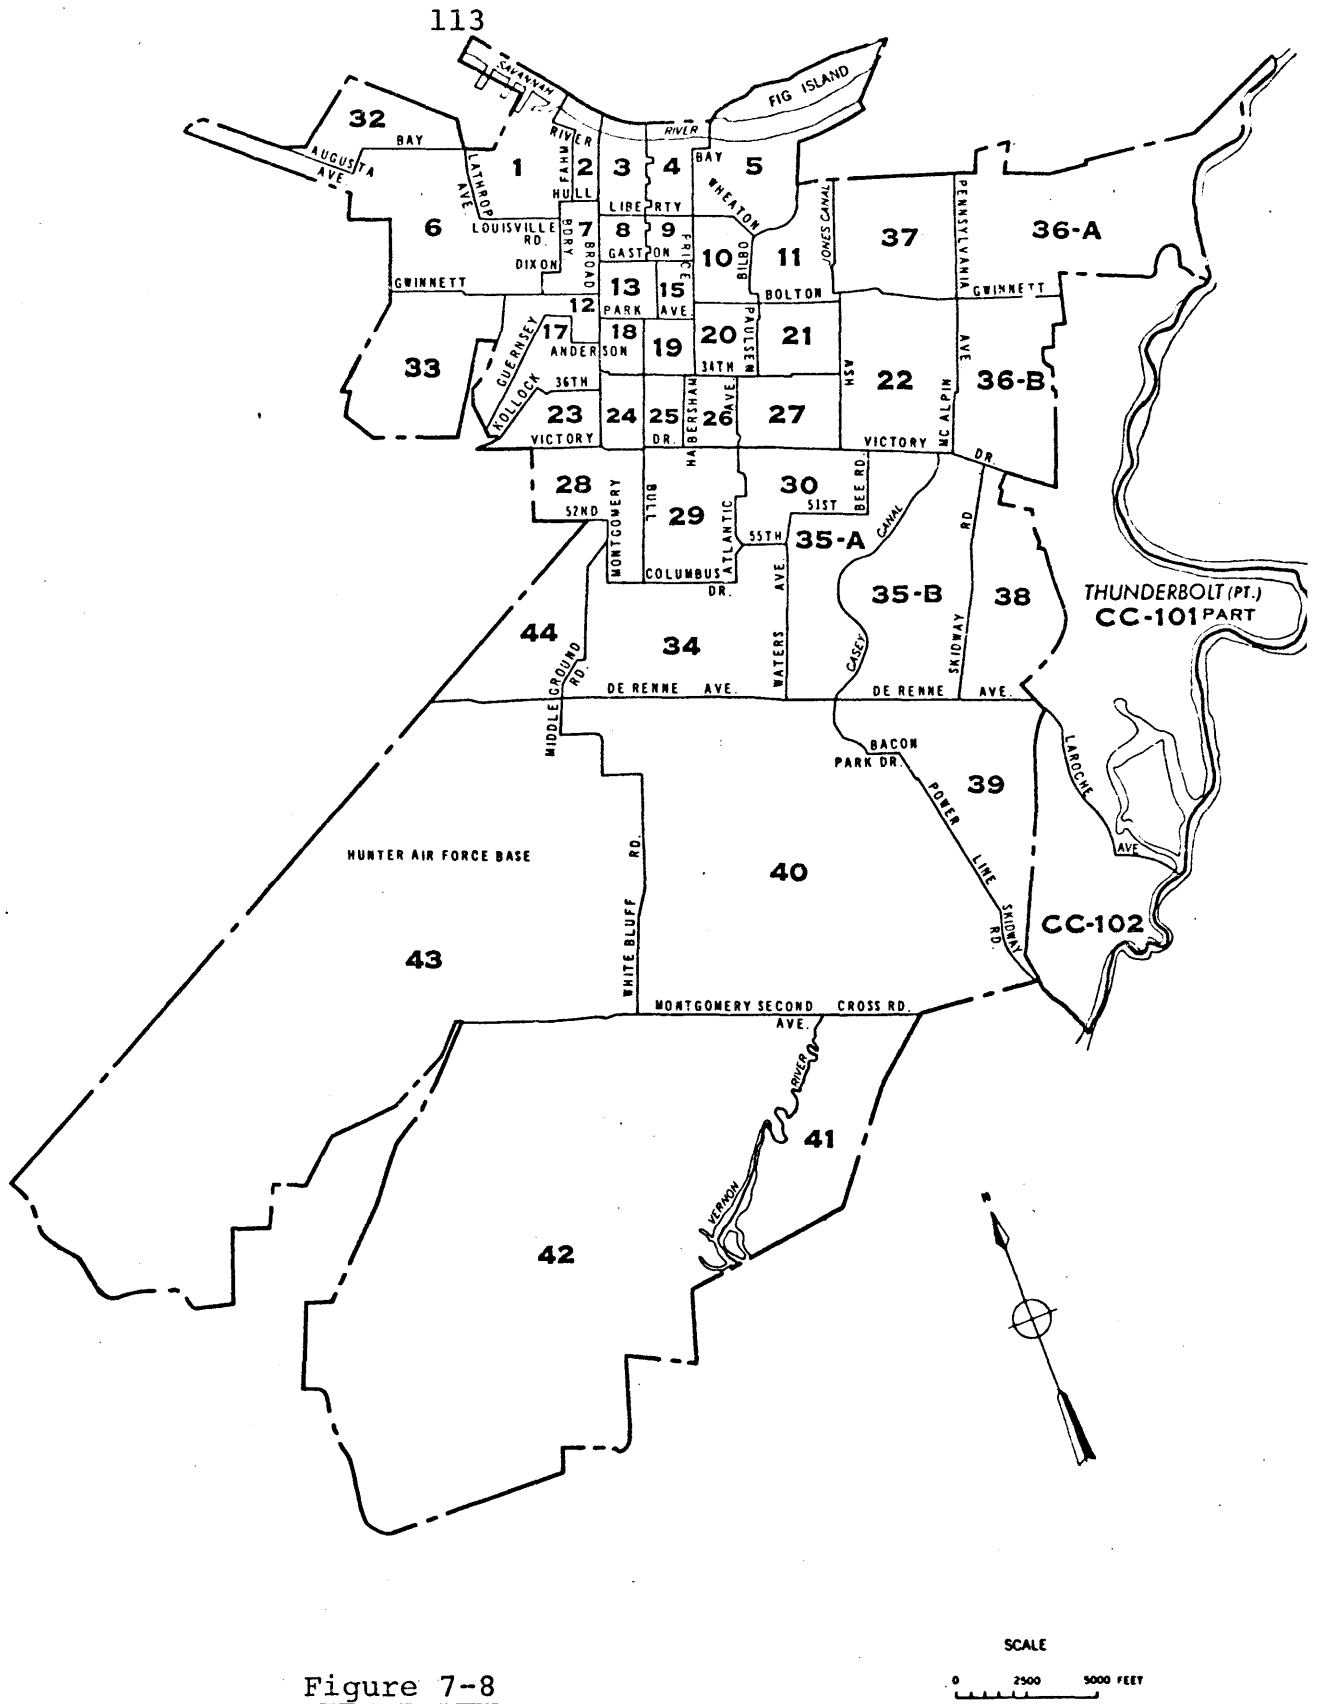 113
SAVANNAH
RIVER
FIG ISLAND
32
BAY
AUGUSTA
AVE.
LATHROP
AVE.
1
RIVER
FAHM
2
HULL
3
4
BAY
5
WHEATON
LIBERTY
6
LOUISVILLE
RD.
BDRY
7
BROAD
8
9
GASTON
PRICE
10
BILBO
11
JONES CANAL
37
PENNSYLVANIA
AVE
36-A
DIXON
GWINNETT
12
13
15
PARK AVE
BOLTON
GWINNETT
33
GUERNSEY
17
ANDERSON
18
19
20
PAULSEN
21
34TH
ASH
22
MC ALPIN
36-B
KOLLOCK
36TH
23
VICTORY
24
25
DR.
HABERSHAM
26
AVE
27
VICTORY
DR.
28
52ND
MONTGOMERY
BULL
29
ATLANTIC
COLUMBUS
DR.
30
51ST
BEE RD.
55TH
35-A
CANAL
CASEY
35-B
RD
SKIDWAY
38
THUNDERBOLT (PT.)
CC-101 PART
44
MIDDLEGROUND
RD.
34
WATERS AVE.
DE RENNE AVE.
DE RENNE AVE.
BACON
PARK DR.
39
LAROCHE
AVE
POWER LINE
HUNTER AIR FORCE BASE
WHITE BLUFF RD.
40
SKIDWAY
RD.
CC-102
43
MONTGOMERY SECOND CROSS RD.
AVE.
RIVER
VERNON
41
42
N
SCALE
0 2500 5000 FEET
Figure 7-8